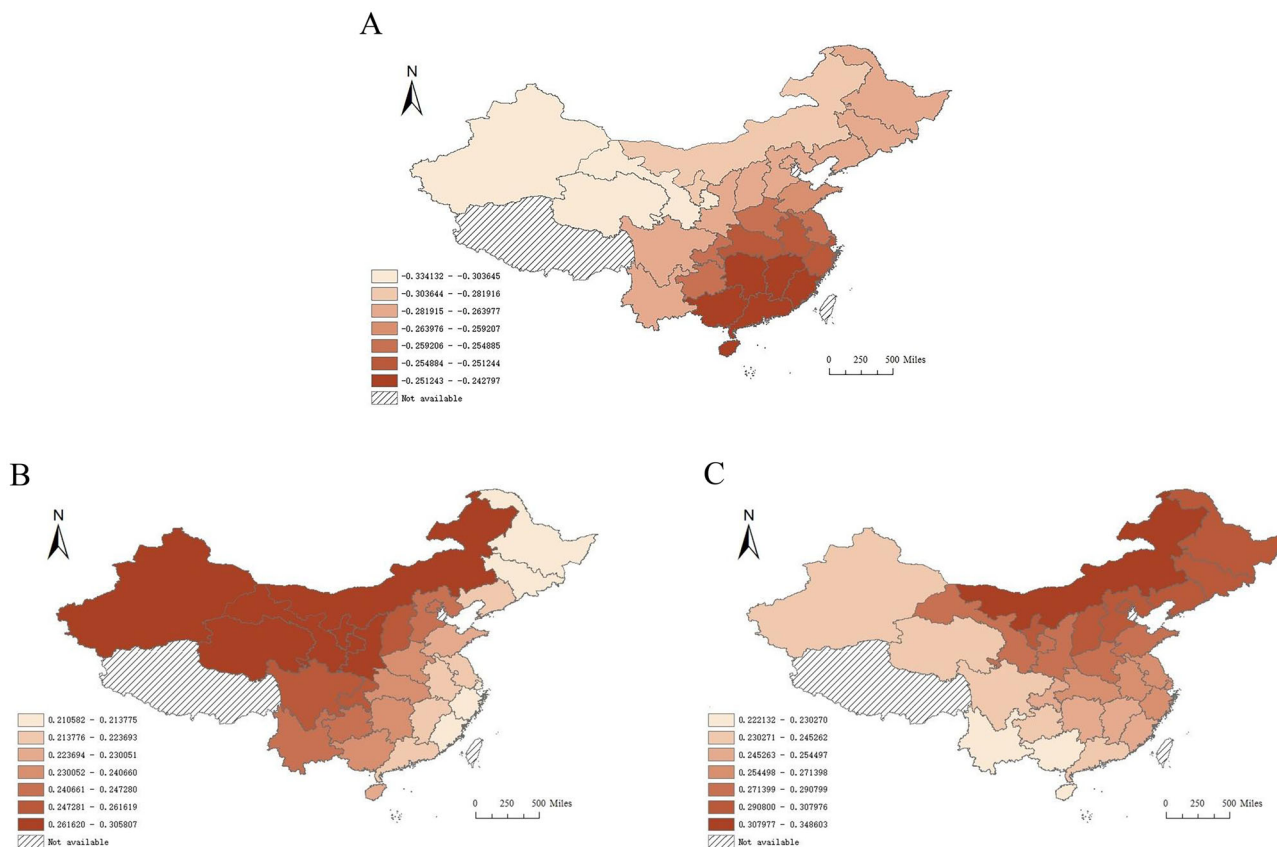 A
N
-0.334132 - -0.303645
-0.303644 - -0.281916
-0.281915 - -0.263977
-0.263976 - -0.259207
-0.259206 - -0.254885
-0.254884 - -0.251244
-0.251243 - -0.242797
Not available
0 250 500 Miles
B
N
0.210582 - 0.213775
0.213776 - 0.223693
0.223694 - 0.230051
0.230052 - 0.240660
0.240661 - 0.247280
0.247281 - 0.261619
0.261620 - 0.305807
Not available
0 250 500 Miles
C
N
0.222132 - 0.230270
0.230271 - 0.245262
0.245263 - 0.254497
0.254498 - 0.271398
0.271399 - 0.290799
0.290800 - 0.307976
0.307977 - 0.348603
Not available
0 250 500 Miles